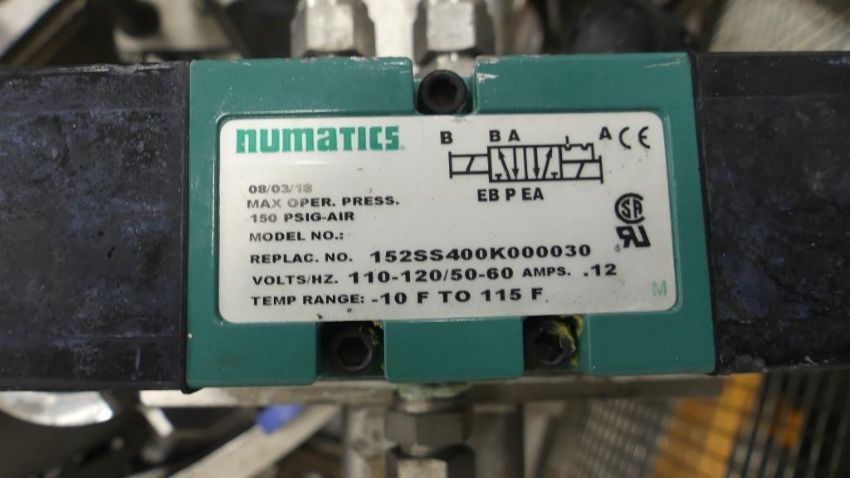 numatics
B B A A CE
EB P EA
08/03/18
MAX OPER. PRESS.
150 PSIG-AIR
MODEL NO.:
REPLAC. NO. 152SS400K000030
VOLTS/HZ. 110-120/50-60 AMPS. .12
TEMP RANGE: -10 F TO 115 F
M
SA